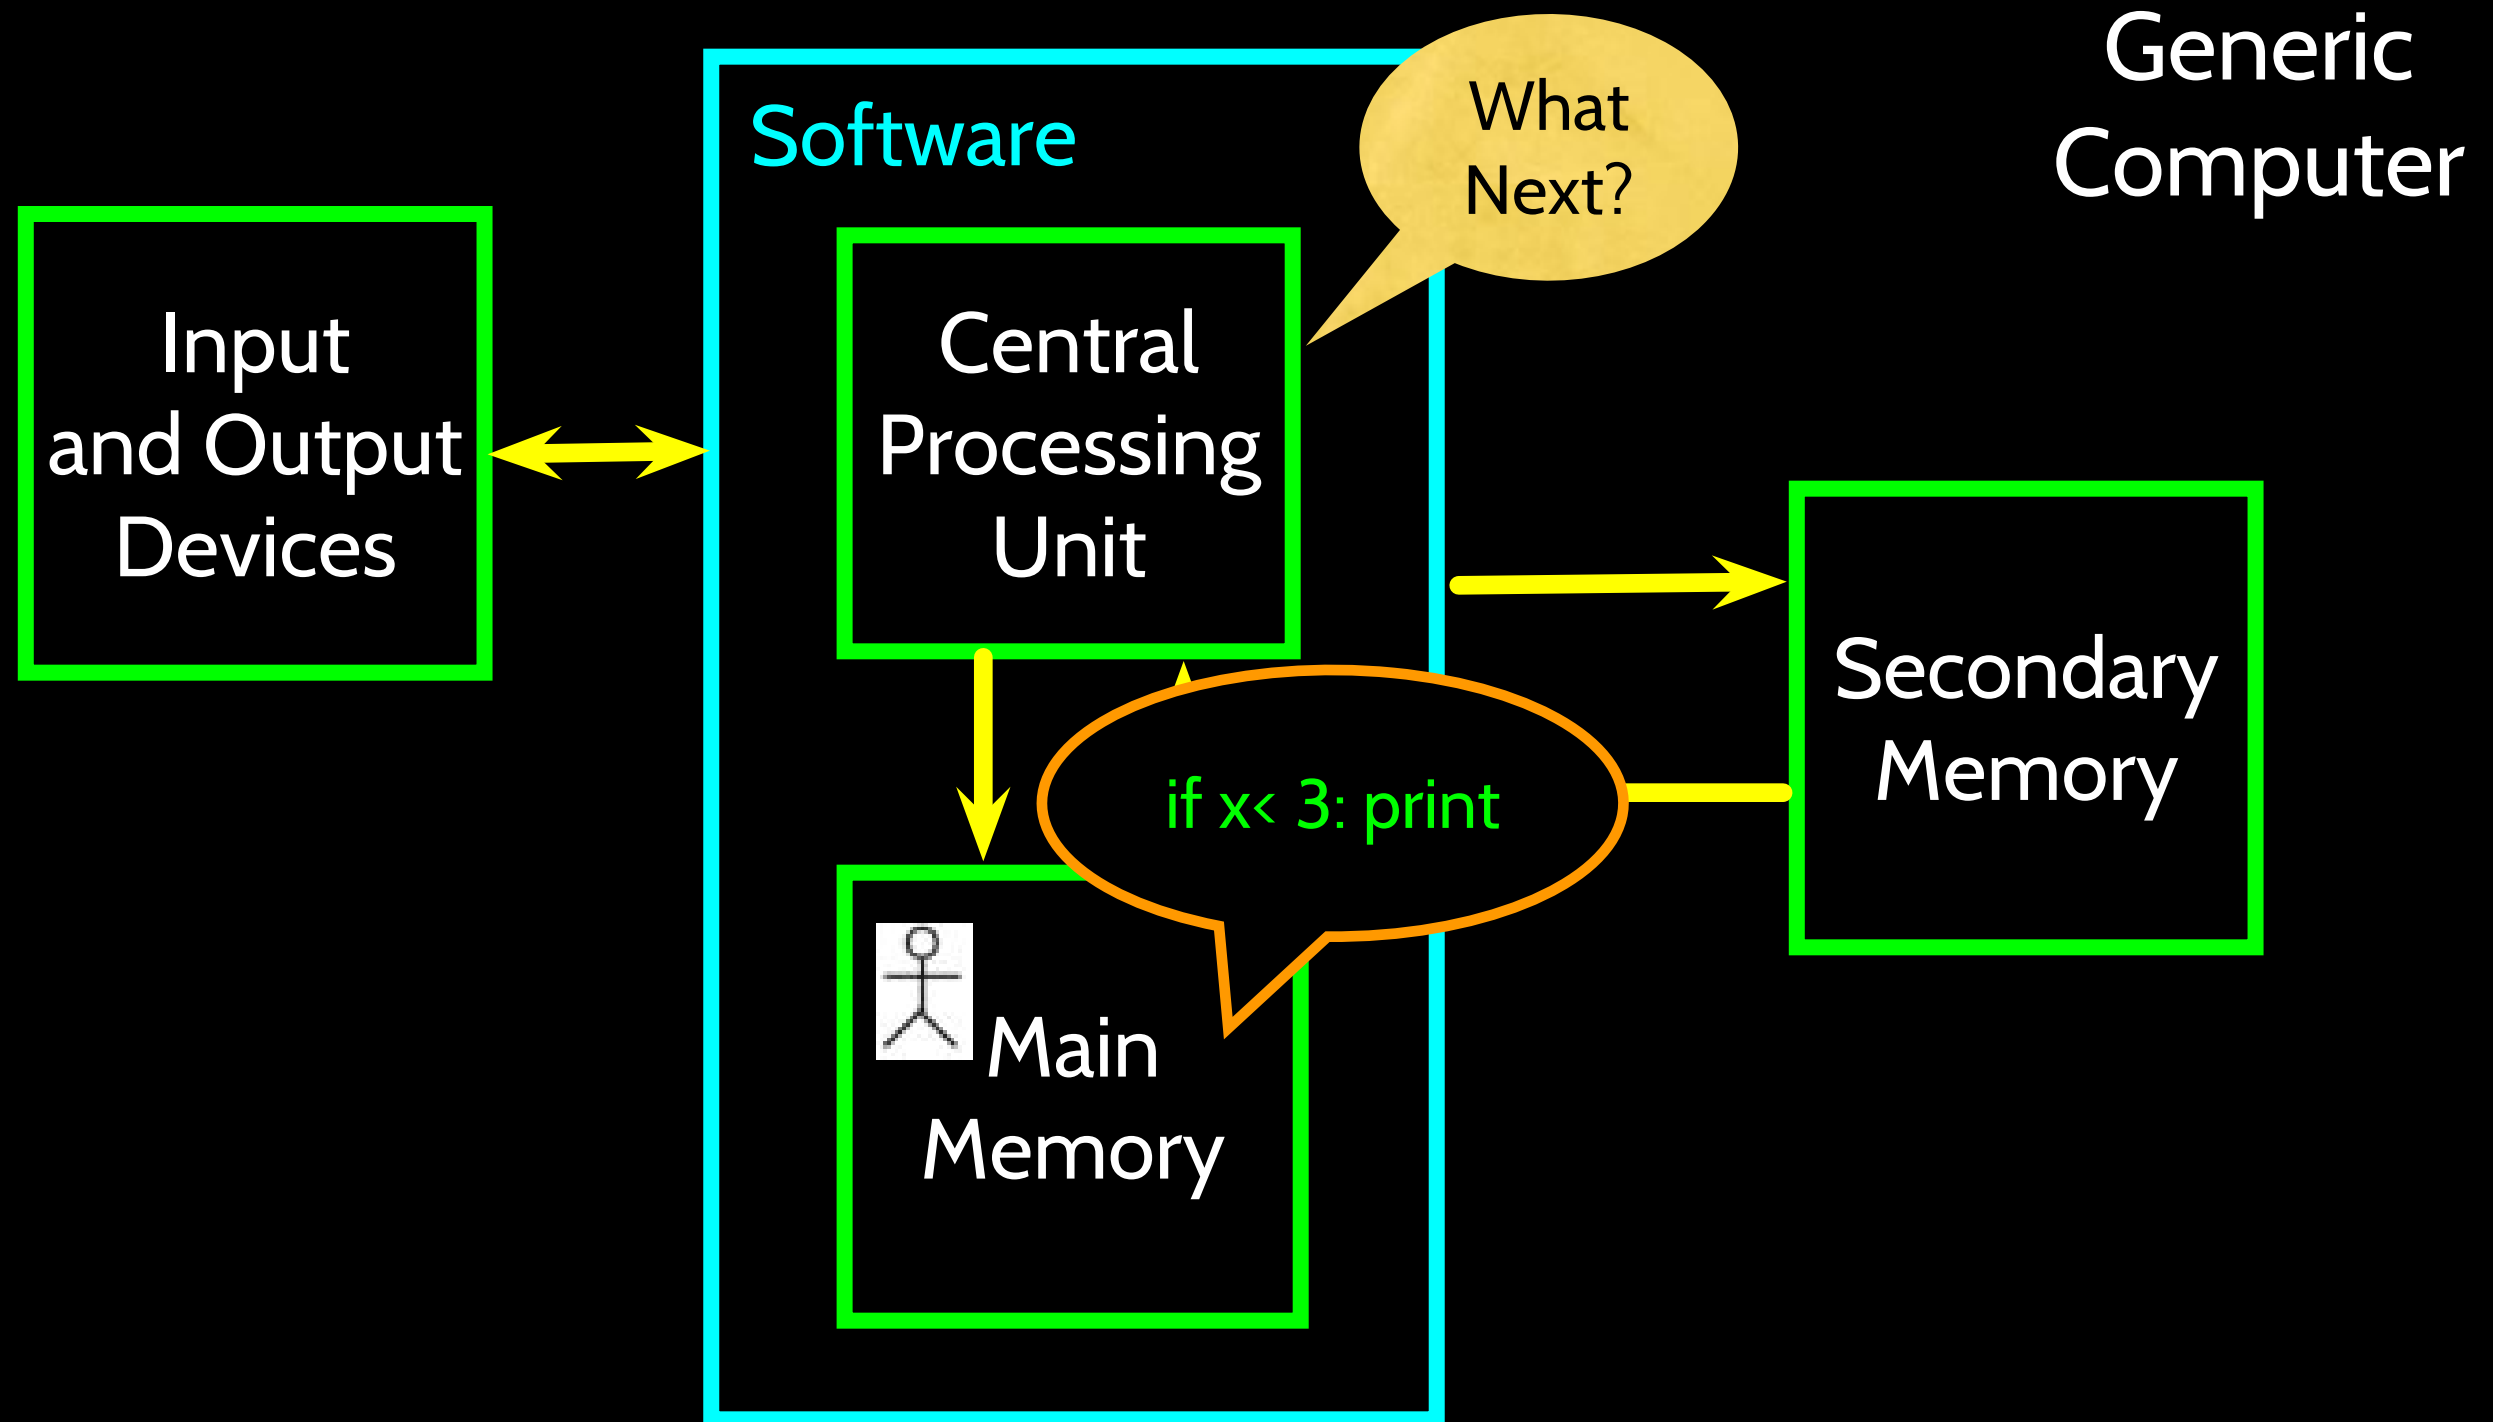 Generic
Computer
Software
What
Next?
Input
and Output
Devices
Central
Processing
Unit
Secondary
Memory
if x< 3: print
Main
Memory